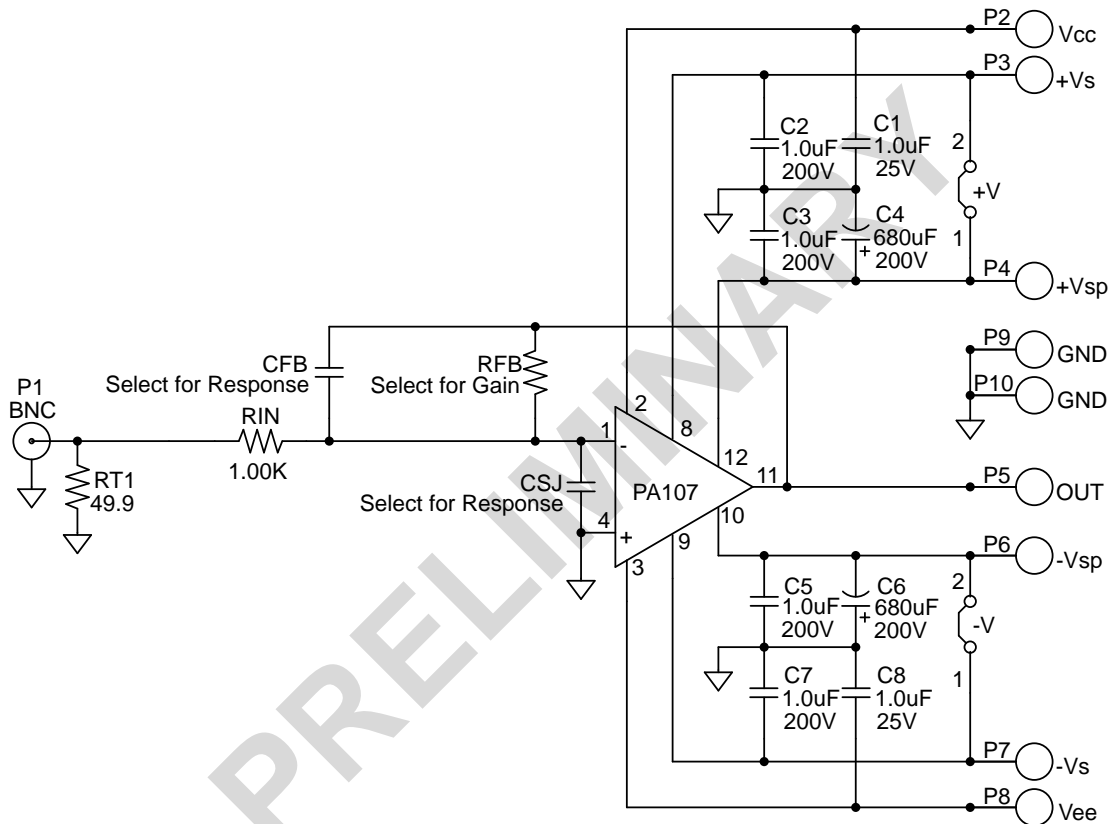 P2
Vcc
P3
+Vs
C2
1.0uF
200V
C1
1.0uF
25V
2
+V
1
C3
1.0uF
200V
C4
680uF
200V
+
P4
+Vsp
P9
GND
P10
GND
CFB
Select for Response
RFB
Select for Gain
P1
BNC
RIN
1.00K
RT1
49.9
CSJ
Select for Response
1
-
2
8
12
11
PA107
4
+
3
9
10
P5
OUT
P6
-Vsp
C5
1.0uF
200V
C6
680uF
200V
+
2
-V
1
C7
1.0uF
200V
C8
1.0uF
25V
P7
-Vs
P8
Vee
PRELIMINARY